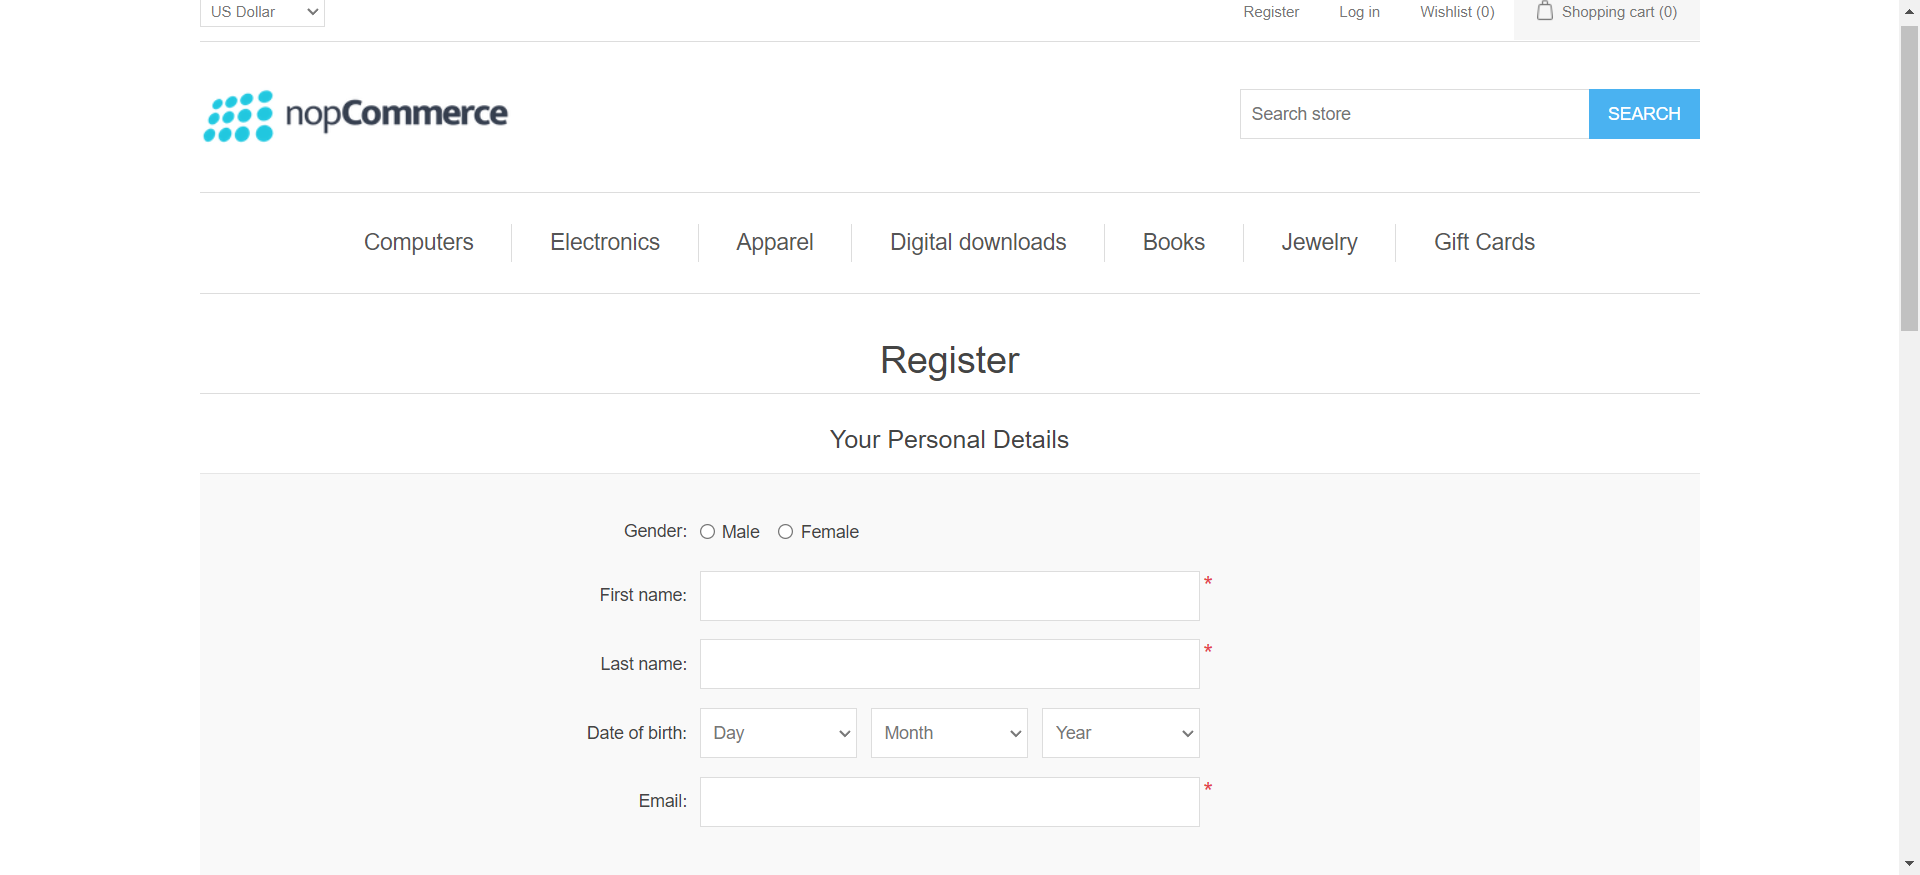 US Dollar Register Log in Wishlist (0) Shopping cart (0)
nopCommerce Search store SEARCH
Computers Electronics Apparel Digital downloads Books Jewelry Gift Cards
Register
Your Personal Details
Gender: Male Female
First name: *
Last name: *
Date of birth: Day Month Year
Email: *